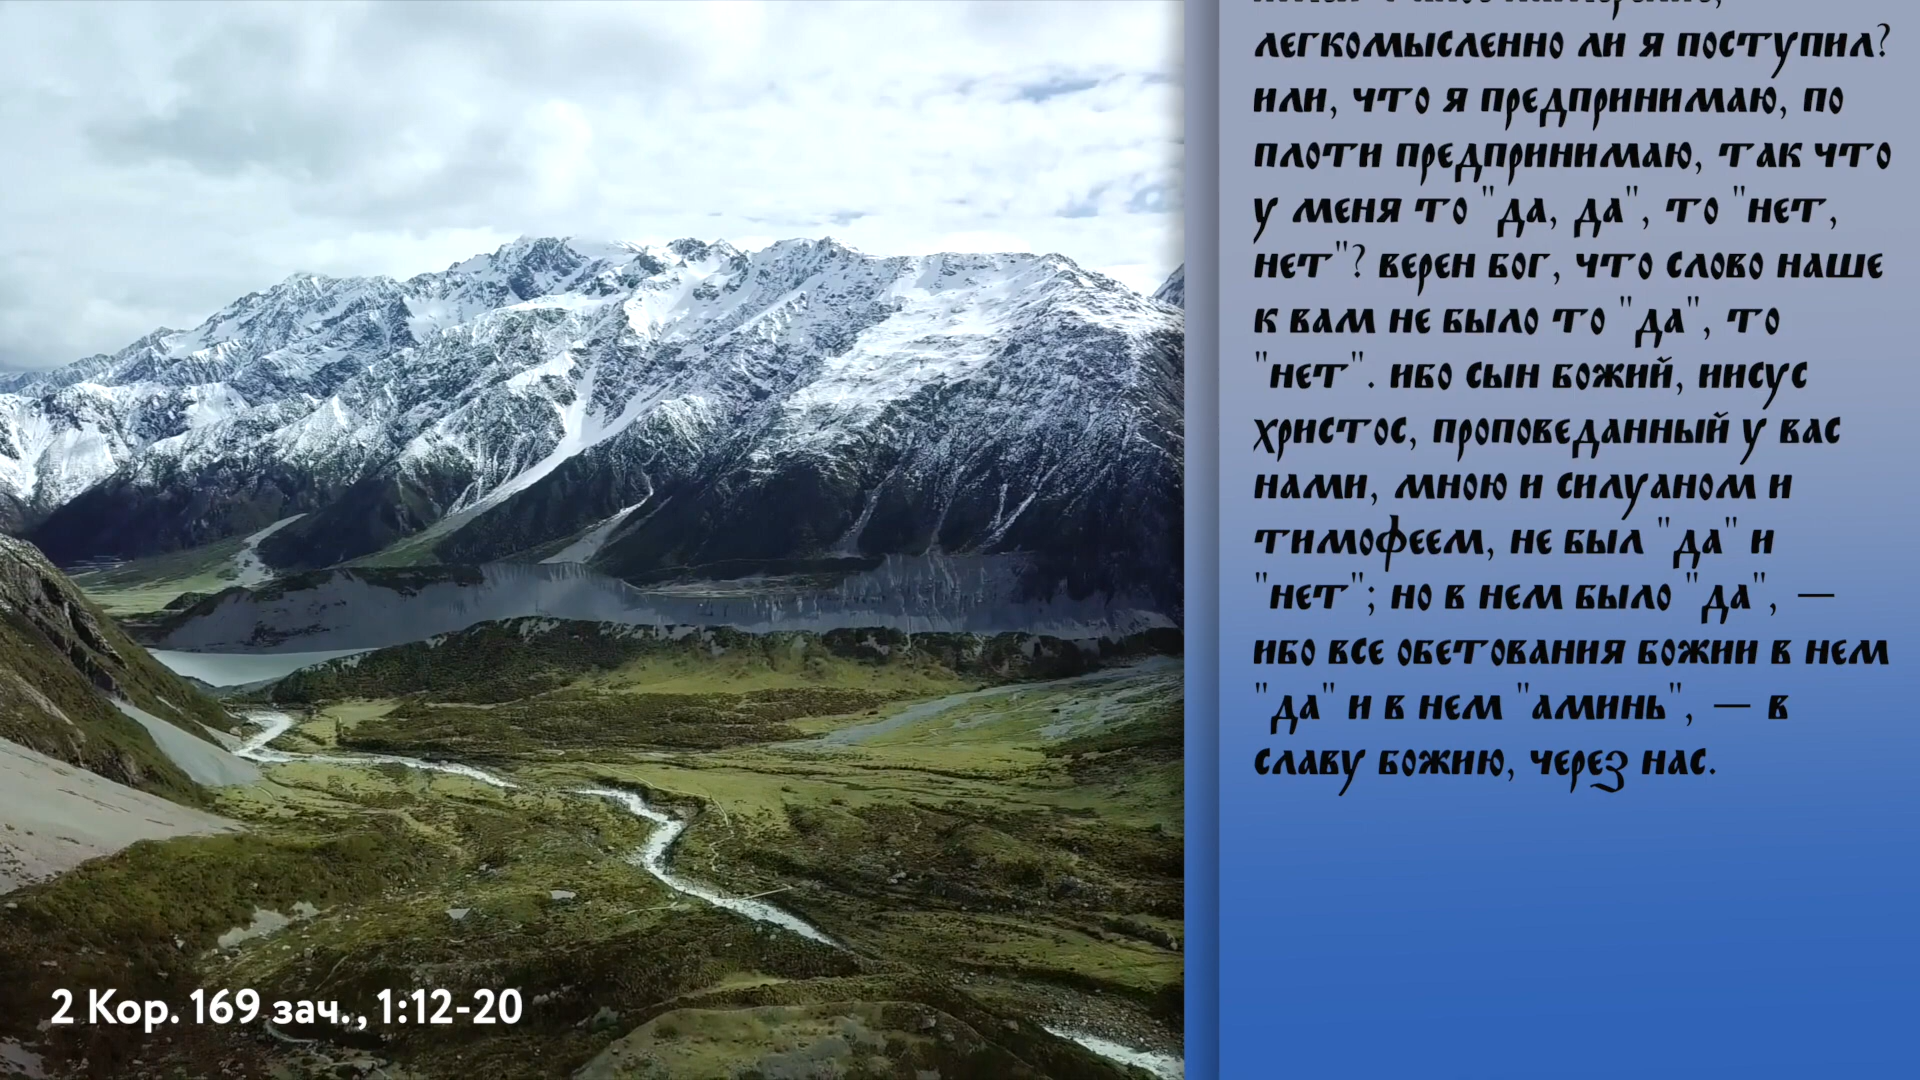 легкомысленно ли я поступил?
или, что я предпринимаю, по
плоти предпринимаю, так что
у меня то "да, да", то "нет,
нет"? верен бог, что слово наше
к вам не было то "да", то
"нет". ибо сын божий, иисус
христос, проповеданный у вас
нами, мною и силуаном и
тимофеем, не был "да" и
"нет"; но в нем было "да", —
ибо все обетования божии в нем
"да" и в нем "аминь", — в
славу божию, через нас.
2 Кор. 169 зач., 1:12-20